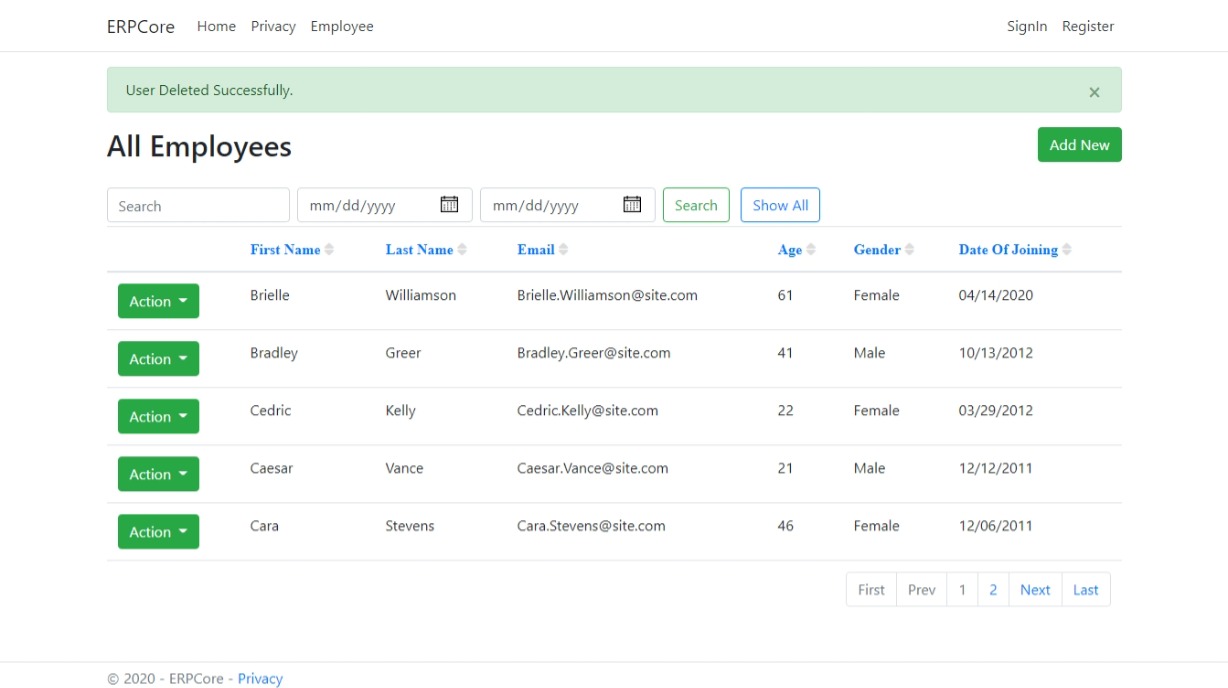 ERPCore Home Privacy Employee SignIn Register
User Deleted Successfully. ×
All Employees Add New
Search mm/dd/yyyy mm/dd/yyyy Search Show All
First Name Last Name Email Age Gender Date Of Joining
Action Brielle Williamson Brielle.Williamson@site.com 61 Female 04/14/2020
Action Bradley Greer Bradley.Greer@site.com 41 Male 10/13/2012
Action Cedric Kelly Cedric.Kelly@site.com 22 Female 03/29/2012
Action Caesar Vance Caesar.Vance@site.com 21 Male 12/12/2011
Action Cara Stevens Cara.Stevens@site.com 46 Female 12/06/2011
First Prev 1 2 Next Last
© 2020 - ERPCore - Privacy